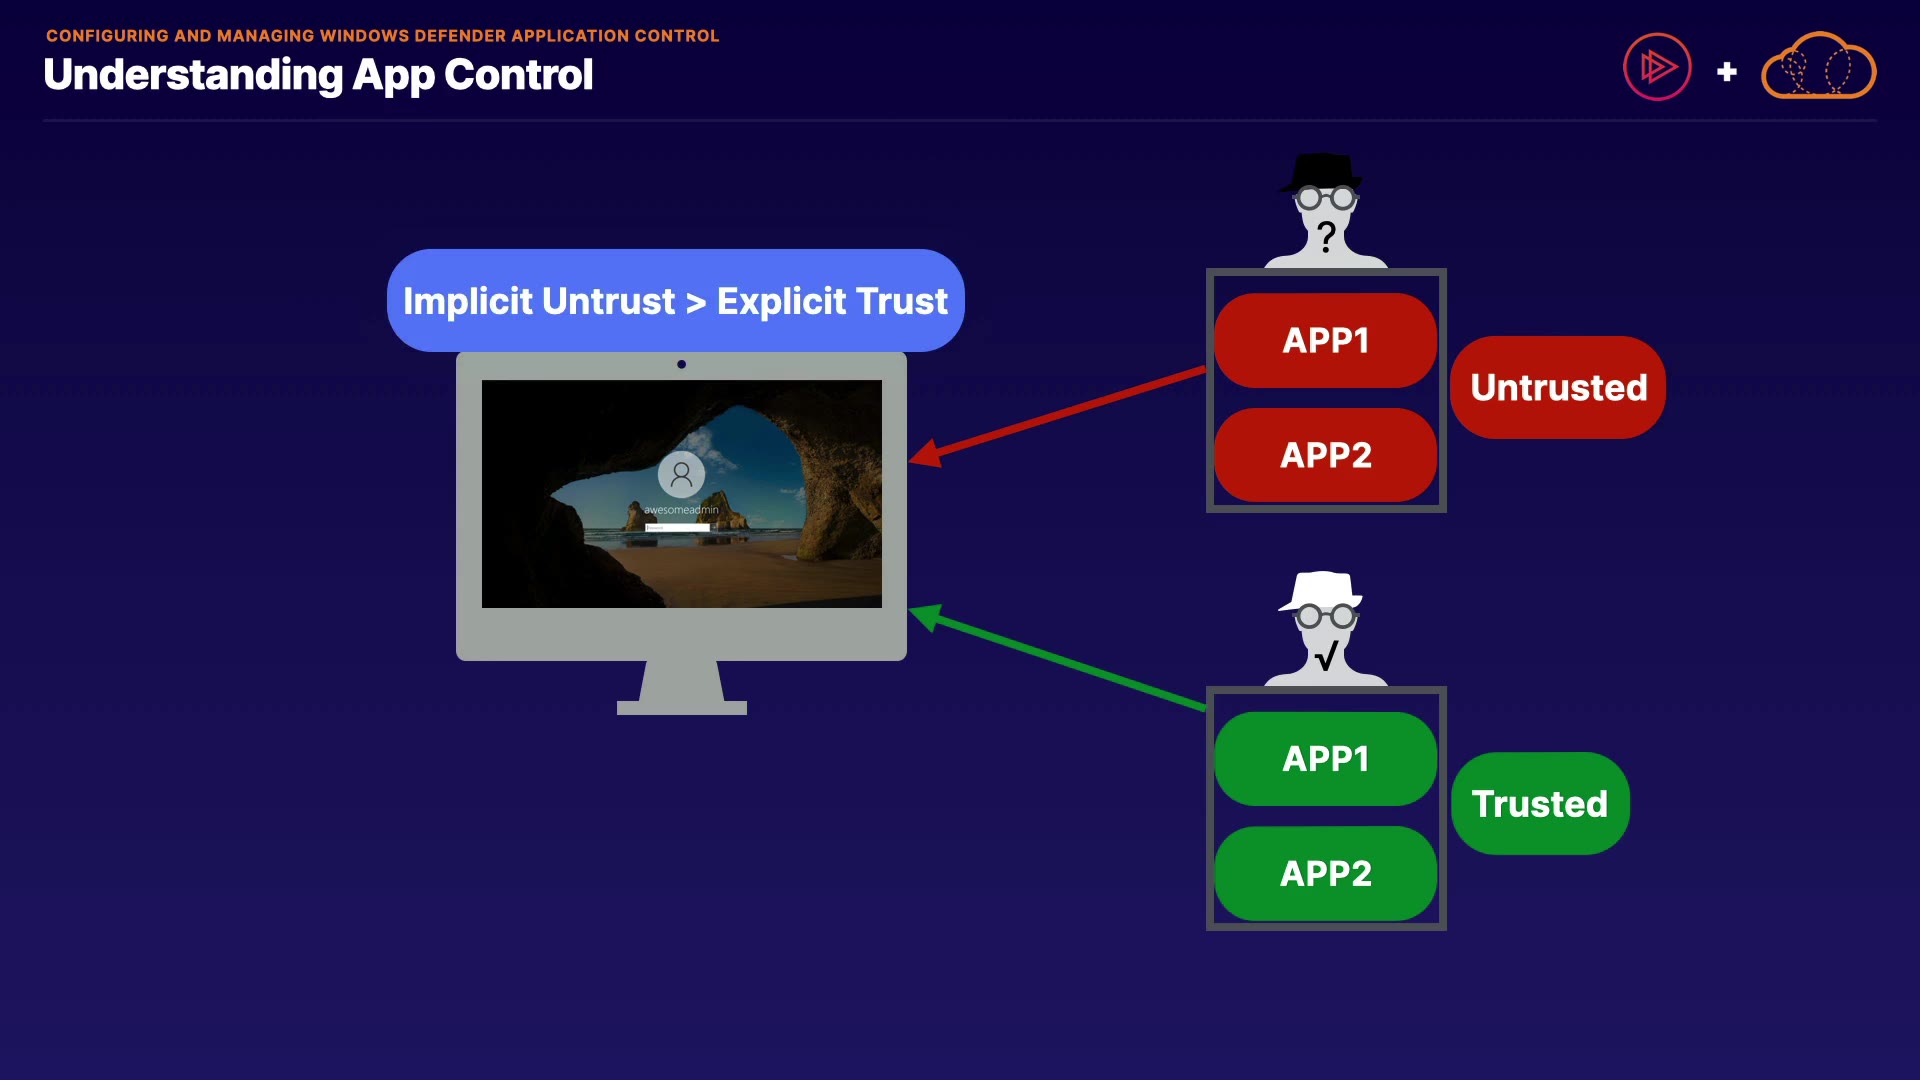 CONFIGURING AND MANAGING WINDOWS DEFENDER APPLICATION CONTROL
Understanding App Control
+
?
Implicit Untrust > Explicit Trust
APP1
Untrusted
APP2
awesomeadmin
√
APP1
Trusted
APP2